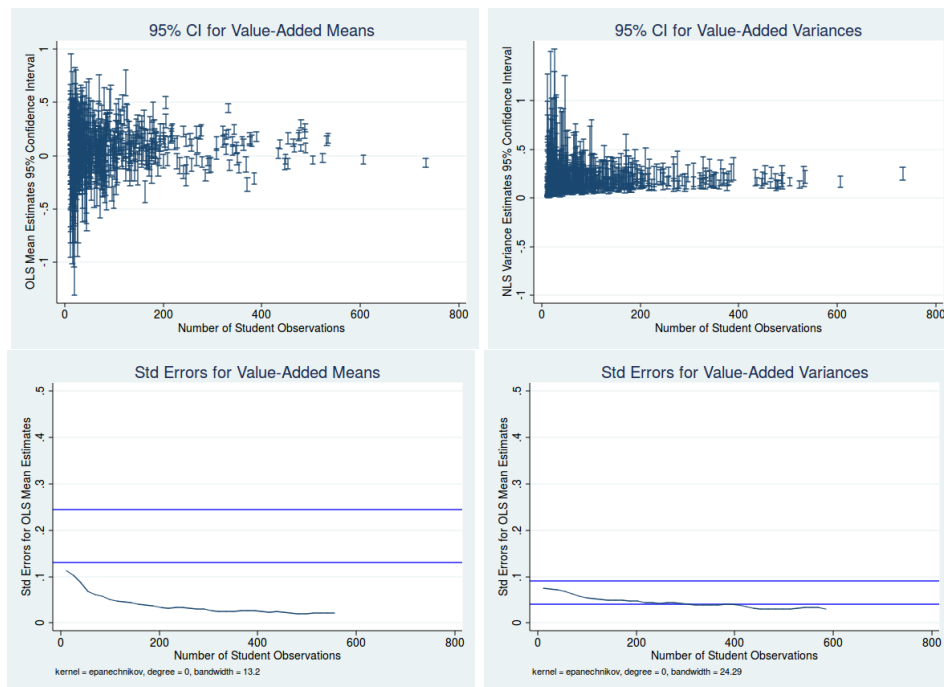 95% CI for Value-Added Means
OLS Mean Estimates 95% Confidence Interval
1
.5
0
-.5
-1
0 200 400 600 800
Number of Student Observations
95% CI for Value-Added Variances
NLS Variance Estimates 95% Confidence Interval
1
.5
0
-.5
-1
0 200 400 600 800
Number of Student Observations
Std Errors for Value-Added Means
Std Errors for OLS Mean Estimates
.5
.4
.3
.2
.1
0
0 200 400 600 800
Number of Student Observations
kernel = epanechnikov, degree = 0, bandwidth = 13.2
Std Errors for Value-Added Variances
Std Errors for OLS Mean Estimates
.5
.4
.3
.2
.1
0
0 200 400 600 800
Number of Student Observations
kernel = epanechnikov, degree = 0, bandwidth = 24.29